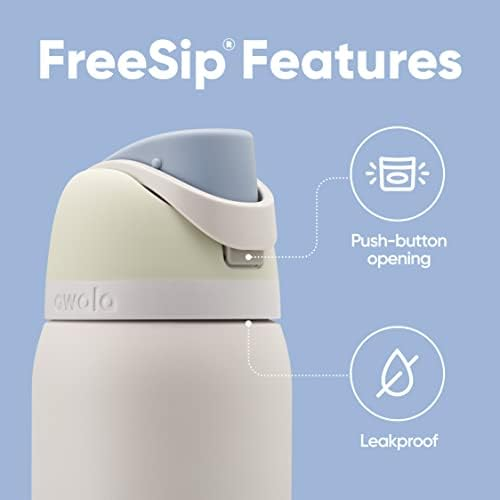 FreeSip® Features
Push-button
opening
owala
Leakproof